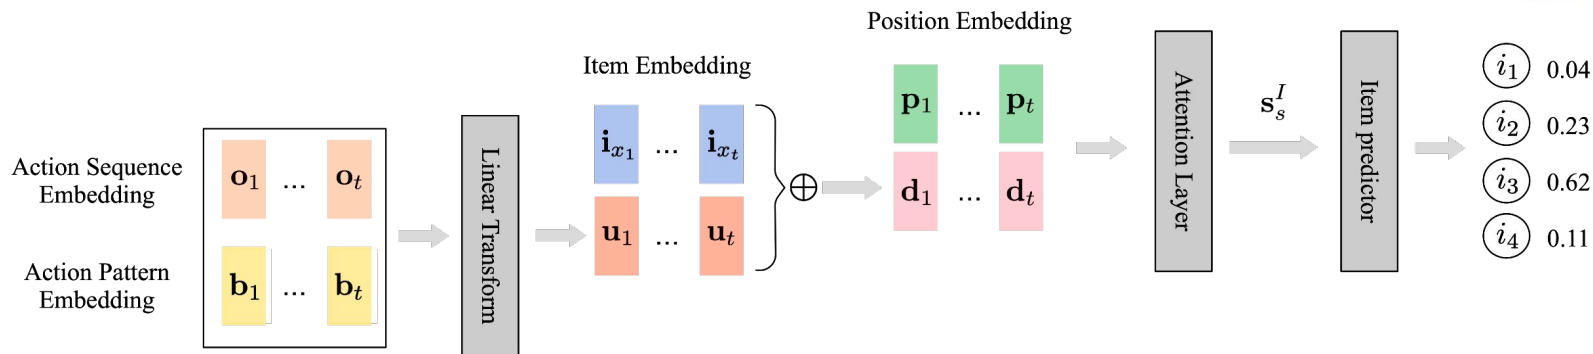 Position Embedding
Item Embedding
Action Sequence
Embedding
o₁ ... oₜ
Action Pattern
Embedding
b₁ ... bₜ
Linear Transform
iₓ₁ ... iₓₜ
u₁ ... uₜ
⊕
p₁ ... pₜ
d₁ ... dₜ
Attention Layer
sₛᴵ
Item predictor
i₁ 0.04
i₂ 0.23
i₃ 0.62
i₄ 0.11